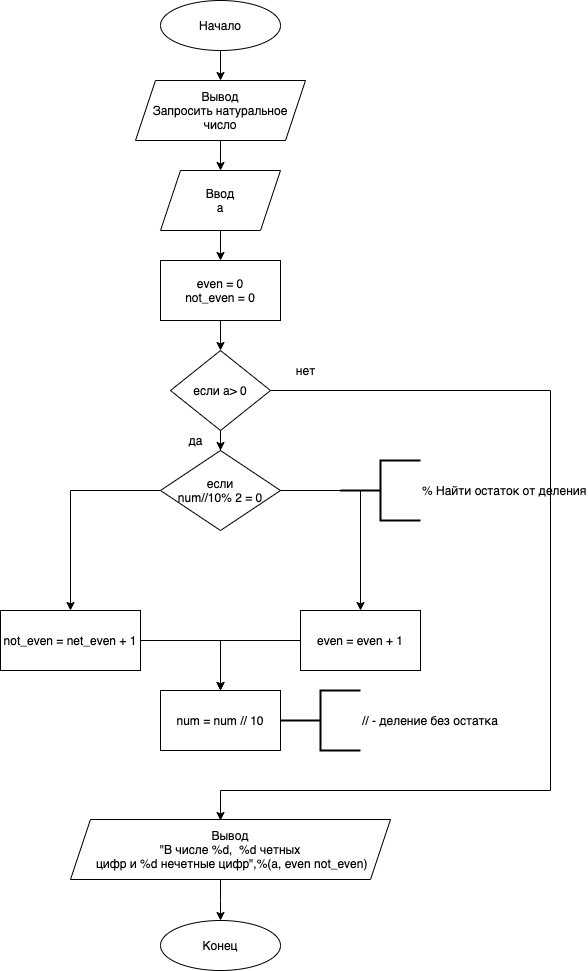 Начало
Вывод
Запросить натуральное
число
Ввод
a
even = 0
not_even = 0
если a> 0
нет
да
если
num//10% 2 = 0
% Найти остаток от деления
not_even = net_even + 1
even = even + 1
num = num // 10
// - деление без остатка
Вывод
"В числе %d,  %d четных
цифр и %d нечетные цифр",%(a, even not_even)
Конец